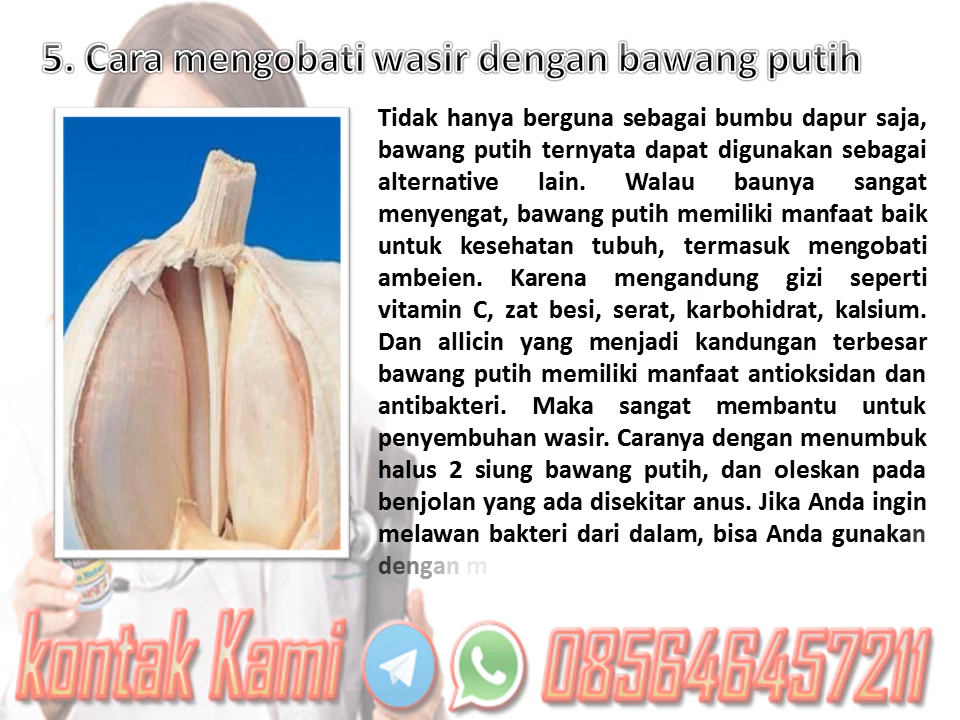 5. Cara mengobati wasir dengan bawang putih
Tidak hanya berguna sebagai bumbu dapur saja,
bawang putih ternyata dapat digunakan sebagai
alternative lain. Walau baunya sangat
menyengat, bawang putih memiliki manfaat baik
untuk kesehatan tubuh, termasuk mengobati
ambeien. Karena mengandung gizi seperti
vitamin C, zat besi, serat, karbohidrat, kalsium.
Dan allicin yang menjadi kandungan terbesar
bawang putih memiliki manfaat antioksidan dan
antibakteri. Maka sangat membantu untuk
penyembuhan wasir. Caranya dengan menumbuk
halus 2 siung bawang putih, dan oleskan pada
benjolan yang ada disekitar anus. Jika Anda ingin
melawan bakteri dari dalam, bisa Anda gunakan
dengan m
kontak Kami 085646457211